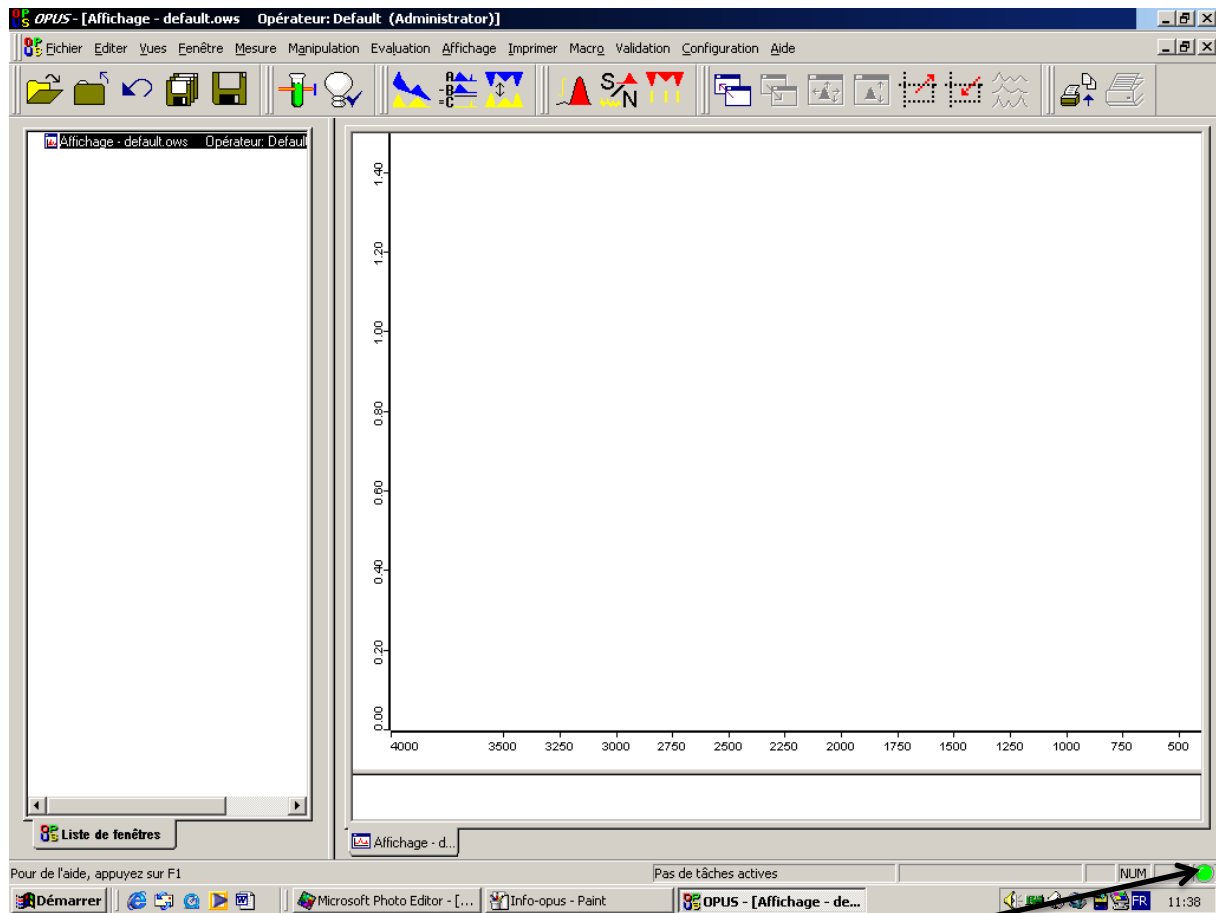 OPUS - [Affichage - default.ows Opérateur: Default (Administrator)]
Fichier Editer Vues Fenêtre Mesure Manipulation Evaluation Affichage Imprimer Macro Validation Configuration Aide
A
-B
=C
S/N
Affichage - default.ows Opérateur: Defaul
1.40
1.20
1.00
0.80
0.60
0.40
0.20
0.00
4000 3500 3250 3000 2750 2500 2250 2000 1750 1500 1250 1000 750 500
Liste de fenêtres
Affichage - d...
Pour de l'aide, appuyez sur F1 Pas de tâches actives NUM
Démarrer Microsoft Photo Editor - [... Info-opus - Paint OPUS - [Affichage - de... FR 11:38